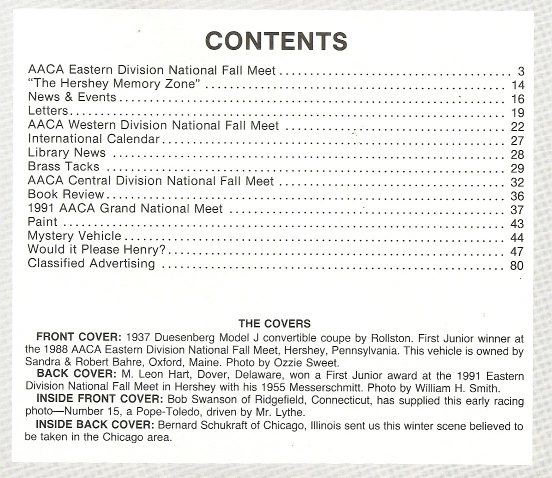 CONTENTS
AACA Eastern Division National Fall Meet .................................... 3
"The Hershey Memory Zone" .................................................. 14
News & Events .................................................................. 16
Letters ............................................................................ 19
AACA Western Division National Fall Meet .................................. 22
International Calendar .......................................................... 27
Library News ..................................................................... 28
Brass Tacks ...................................................................... 29
AACA Central Division National Fall Meet ................................... 32
Book Review ..................................................................... 36
1991 AACA Grand National Meet ............................................ 37
Paint ............................................................................... 43
Mystery Vehicle ................................................................. 44
Would it Please Henry? ........................................................ 47
Classified Advertising ......................................................... 80
THE COVERS
FRONT COVER: 1937 Duesenberg Model J convertible coupe by Rollston. First Junior winner at
the 1988 AACA Eastern Division National Fall Meet, Hershey, Pennsylvania. This vehicle is owned by
Sandra & Robert Bahre, Oxford, Maine. Photo by Ozzie Sweet.
BACK COVER: M. Leon Hart, Dover, Delaware, won a First Junior award at the 1991 Eastern
Division National Fall Meet in Hershey with his 1955 Messerschmitt. Photo by William H. Smith.
INSIDE FRONT COVER: Bob Swanson of Ridgefield, Connecticut, has supplied this early racing
photo—Number 15, a Pope-Toledo, driven by Mr. Lythe.
INSIDE BACK COVER: Bernard Schukraft of Chicago, Illinois sent us this winter scene believed to
be taken in the Chicago area.